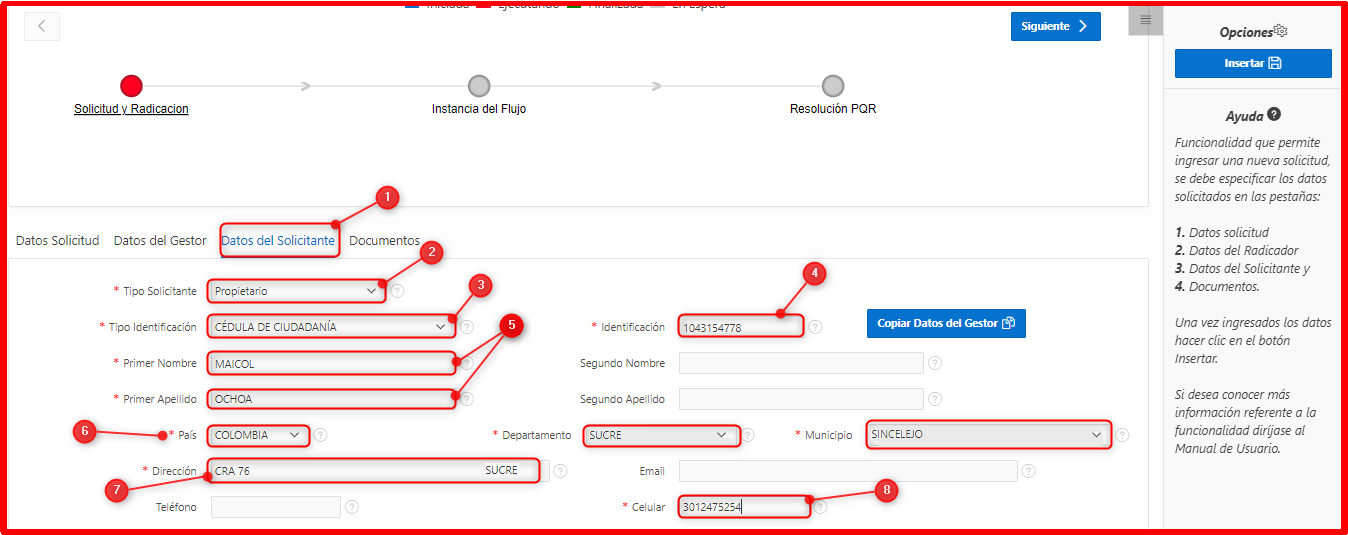 Iniciada Ejecutando Finalizada En Espera
Siguiente
Solicitud y Radicacion
Instancia del Flujo
Resolución PQR
1
Datos Solicitud Datos del Gestor Datos del Solicitante Documentos
2
* Tipo Solicitante Propietario ?
3
4
* Tipo Identificación CÉDULA DE CIUDADANÍA ? * Identificación 1043154778 ? Copiar Datos del Gestor
5
* Primer Nombre MAICOL ? Segundo Nombre ?
* Primer Apellido OCHOA ? Segundo Apellido ?
6
* País COLOMBIA ? * Departamento SUCRE ? * Municipio SINCELEJO ?
* Dirección CRA 76 SUCRE ? Email ?
7
8
Teléfono ? * Celular 3012475254 ?
Opciones
Insertar
Ayuda ?
Funcionalidad que permite
ingresar una nueva solicitud,
se debe especificar los datos
solicitados en las pestañas:
1. Datos solicitud
2. Datos del Radicador
3. Datos del Solicitante y
4. Documentos.
Una vez ingresados los datos
hacer clic en el botón
Insertar.
Si desea conocer más
información referente a la
funcionalidad diríjase al
Manual de Usuario.